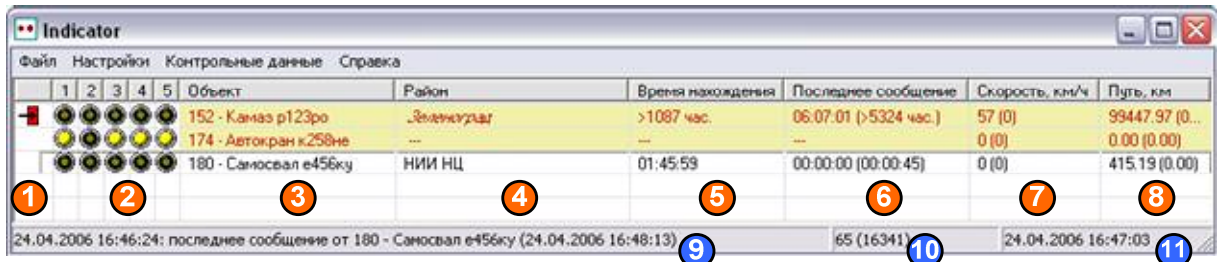 Indicator
Файл Настройки Контрольные данные Справка
1 2 3 4 5 Объект Район Время нахождения Последнее сообщение Скорость, км/ч Путь, км
152 - Камаз р123ро Зеленоград >1087 час. 06:07:01 (>5324 час.) 57 (0) 99447.97 (0...
174 - Автокран к258не --- --- --- 0 (0) 0.00 (0.00)
180 - Самосвал е456ку НИИ НЦ 01:45:59 00:00:00 (00:00:45) 0 (0) 415.19 (0.00)
1 2 3 4 5 6 7 8
24.04.2006 16:46:24: последнее сообщение от 180 - Самосвал е456ку (24.04.2006 16:48:13) 65 (16341) 24.04.2006 16:47:03
9 10 11